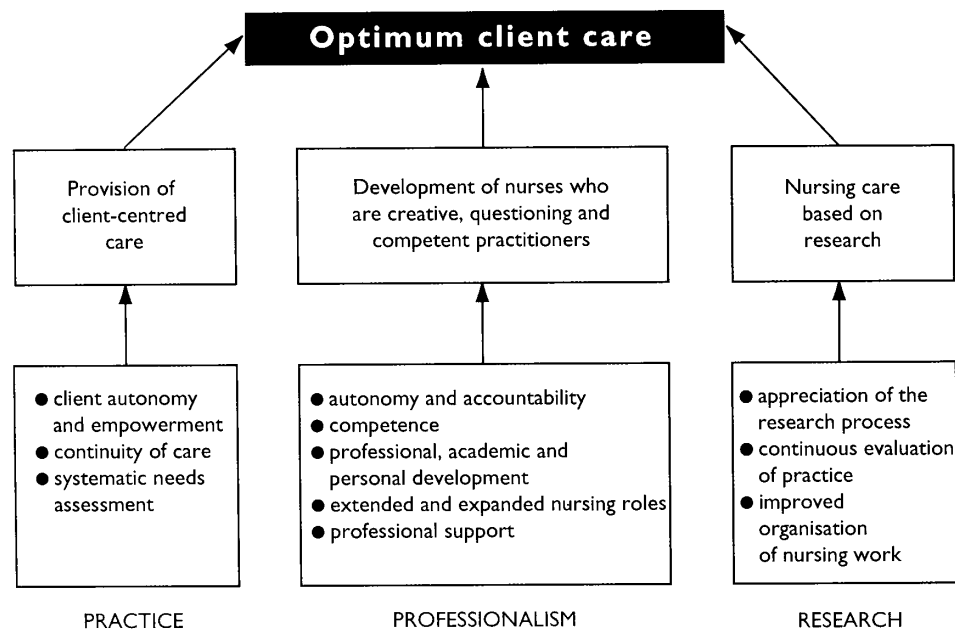 Optimum client care
Provision of
client-centred
care
Development of nurses who
are creative, questioning and
competent practitioners
Nursing care
based on
research
● client autonomy
and empowerment
● continuity of care
● systematic needs
assessment
● autonomy and accountability
● competence
● professional, academic and
personal development
● extended and expanded nursing roles
● professional support
● appreciation of the
research process
● continuous evaluation
of practice
● improved
organisation
of nursing work
PRACTICE
PROFESSIONALISM
RESEARCH